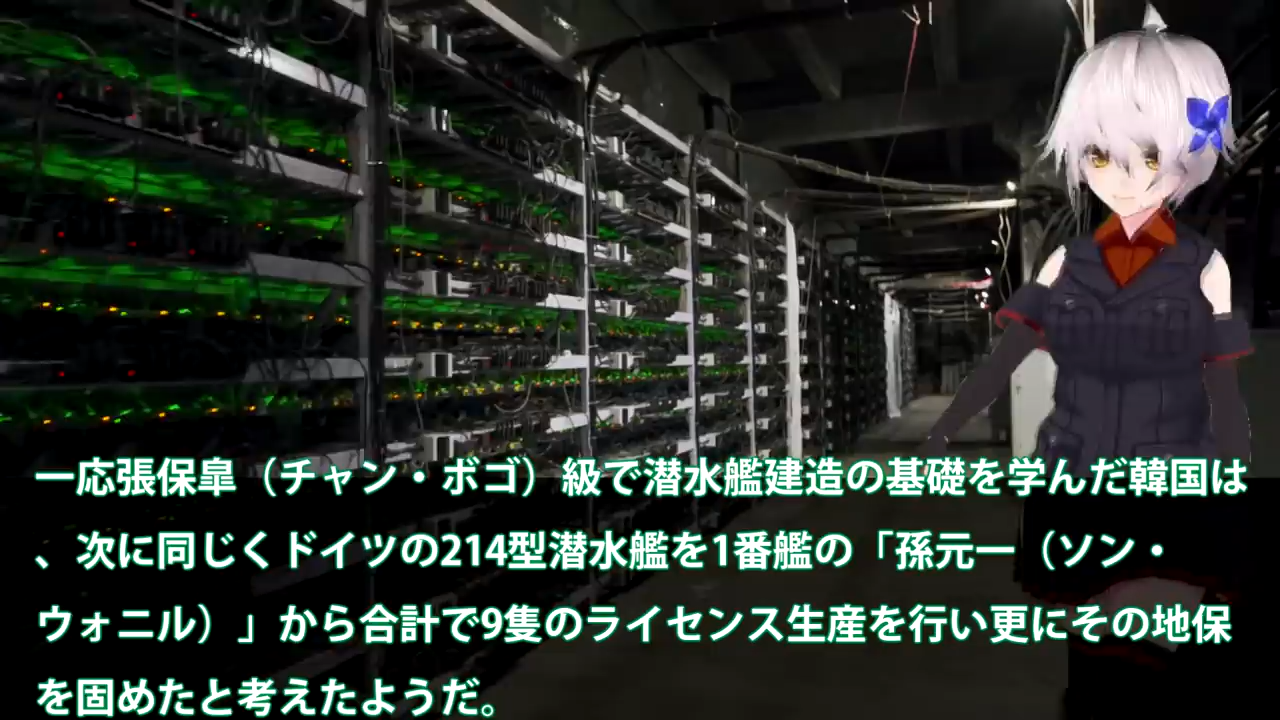 一応張保皐（チャン・ボゴ）級で潜水艦建造の基礎を学んだ韓国は
、次に同じくドイツの214型潜水艦を1番艦の「孫元一（ソン・
ウォニル）」から合計で9隻のライセンス生産を行い更にその地保
を固めたと考えたようだ。